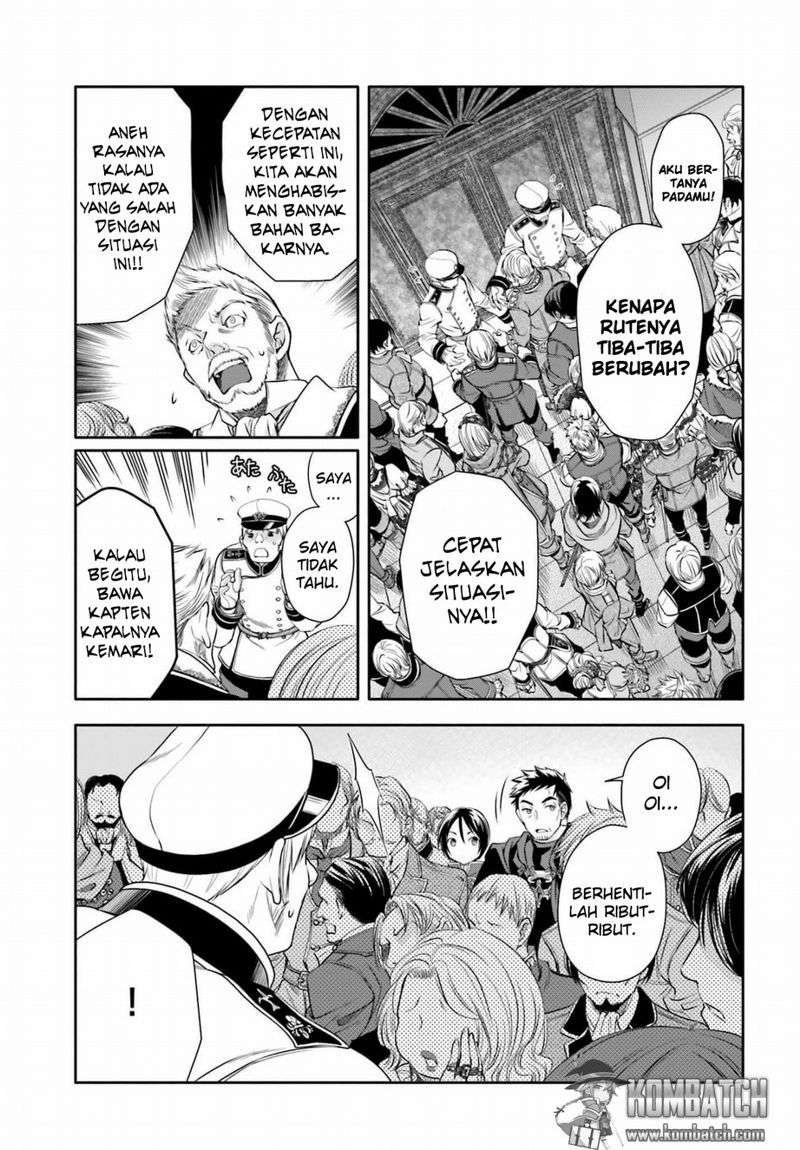 AKU BER-
TANYA
PADAMU!
KENAPA
RUTENYA
TIBA-TIBA
BERUBAH?
CEPAT
JELASKAN
SITUASI-
NYA!!
DENGAN
KECEPATAN
SEPERTI INI,
KITA AKAN
MENGHABIS-
KAN BANYAK
BAHAN BA-
KARNYA.
ANEH
RASANYA
KALAU
TIDAK ADA
YANG SALAH
DENGAN
SITUASI
INI!!
SAYA
...
SAYA
TIDAK
TAHU.
あた ふた
KALAU
BEGITU,
BAWA
KAPTEN
KAPALNYA
KEMARI!
OI
OI...
BERHENTI-
LAH RIBUT-
RIBUT.
!
KOMBATCH
www.kombatch.com